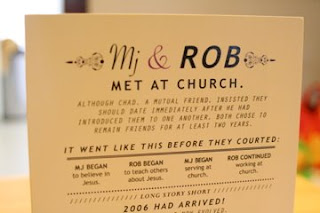 Mj & ROB
MET AT CHURCH.
ALTHOUGH CHAD, A MUTUAL FRIEND, INSISTED THEY
SHOULD DATE IMMEDIATELY AFTER HE HAD
INTRODUCED THEM TO ONE ANOTHER, BOTH CHOSE TO
REMAIN FRIENDS FOR AT LEAST TWO YEARS.
IT WENT LIKE THIS BEFORE THEY COURTED:
MJ BEGAN
to believe in
Jesus.
ROB BEGAN
to teach others
about Jesus.
MJ BEGAN
serving at
church.
ROB CONTINUED
working at
church.
LONG STORY SHORT
2006 HAD ARRIVED!